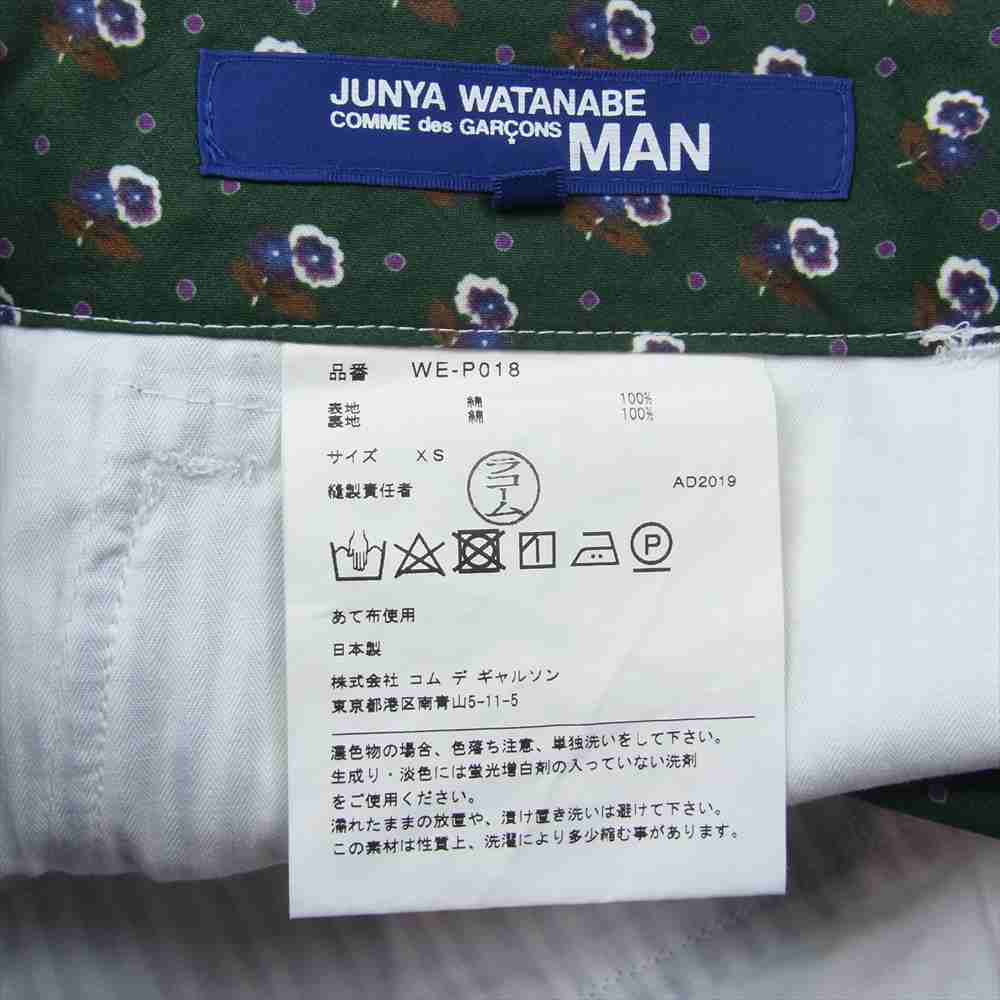 JUNYA WATANABE
COMME des GARÇONS MAN
品番 WE-P018
表地 綿 100%
裏地 綿 100%
サイズ XS
縫製責任者 ラコーム AD2019
P
あて布使用
日本製
株式会社 コム デ ギャルソン
東京都港区南青山5-11-5
濃色物の場合、色落ち注意、単独洗いをして下さい。
生成り・淡色には蛍光増白剤の入っていない洗剤
をご使用ください。
濡れたままの放置や、漬け置き洗いは避けて下さい。
この素材は性質上、洗濯により多少縮む事があります。